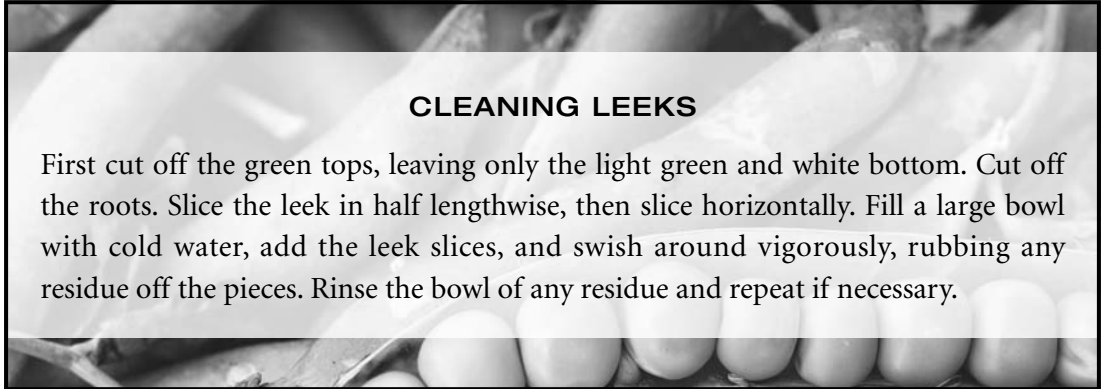 CLEANING LEEKS
First cut off the green tops, leaving only the light green and white bottom. Cut off
the roots. Slice the leek in half lengthwise, then slice horizontally. Fill a large bowl
with cold water, add the leek slices, and swish around vigorously, rubbing any
residue off the pieces. Rinse the bowl of any residue and repeat if necessary.